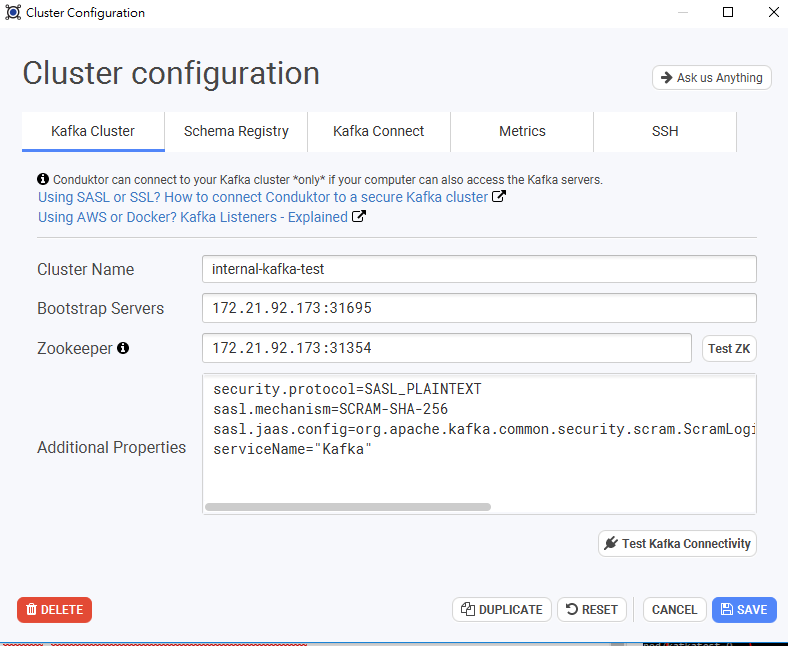 Cluster Configuration
Cluster configuration
Ask us Anything
Kafka Cluster
Schema Registry
Kafka Connect
Metrics
SSH
Conduktor can connect to your Kafka cluster *only* if your computer can also access the Kafka servers.
Using SASL or SSL? How to connect Conduktor to a secure Kafka cluster
Using AWS or Docker? Kafka Listeners - Explained
Cluster Name
internal-kafka-test
Bootstrap Servers
172.21.92.173:31695
Zookeeper
172.21.92.173:31354
Test ZK
Additional Properties
security.protocol=SASL_PLAINTEXT
sasl.mechanism=SCRAM-SHA-256
sasl.jaas.config=org.apache.kafka.common.security.scram.ScramLogi
serviceName="Kafka"
Test Kafka Connectivity
DELETE
DUPLICATE
RESET
CANCEL
SAVE